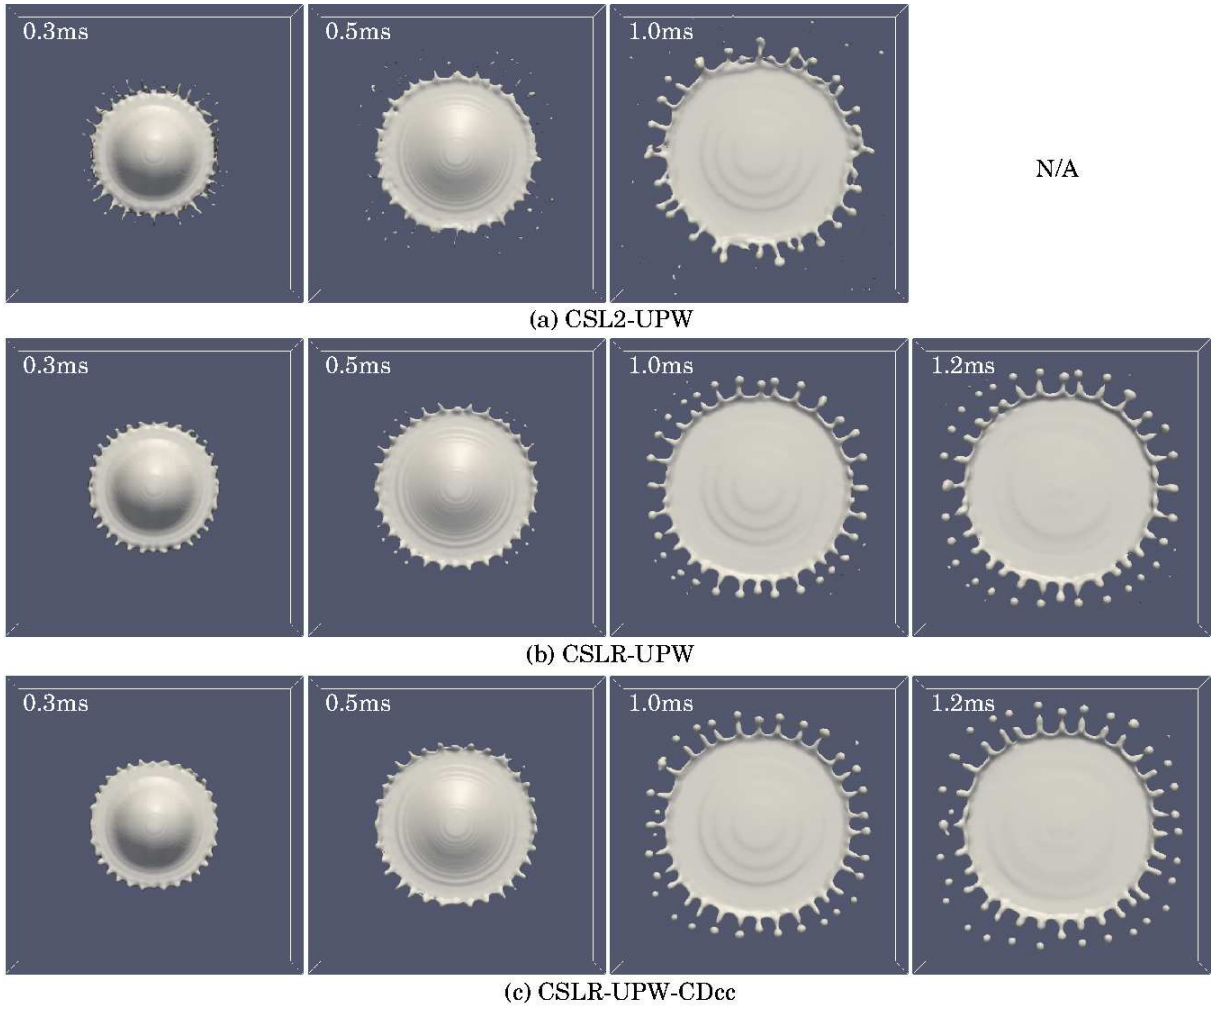 0.3ms 0.5ms 1.0ms
N/A
(a) CSL2-UPW
0.3ms 0.5ms 1.0ms 1.2ms
(b) CSLR-UPW
0.3ms 0.5ms 1.0ms 1.2ms
(c) CSLR-UPW-CDcc